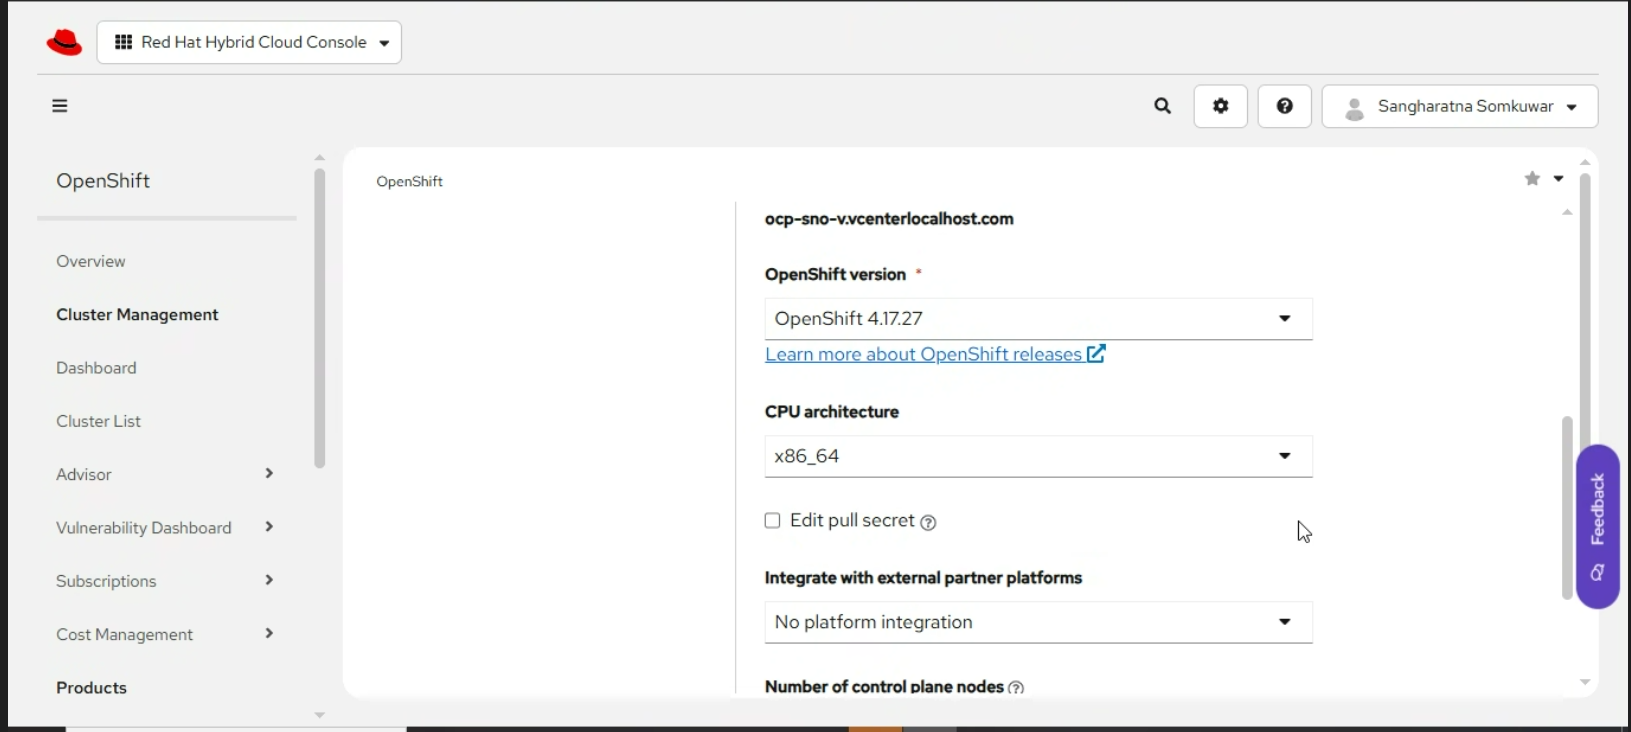 Red Hat Hybrid Cloud Console
Sangharatna Somkuwar
OpenShift
Overview
Cluster Management
Dashboard
Cluster List
Advisor
Vulnerability Dashboard
Subscriptions
Cost Management
Products
OpenShift
ocp-sno-v.vcenterlocalhost.com
OpenShift version *
OpenShift 4.17.27
Learn more about OpenShift releases
CPU architecture
x86_64
Edit pull secret
Integrate with external partner platforms
No platform integration
Number of control plane nodes
Feedback